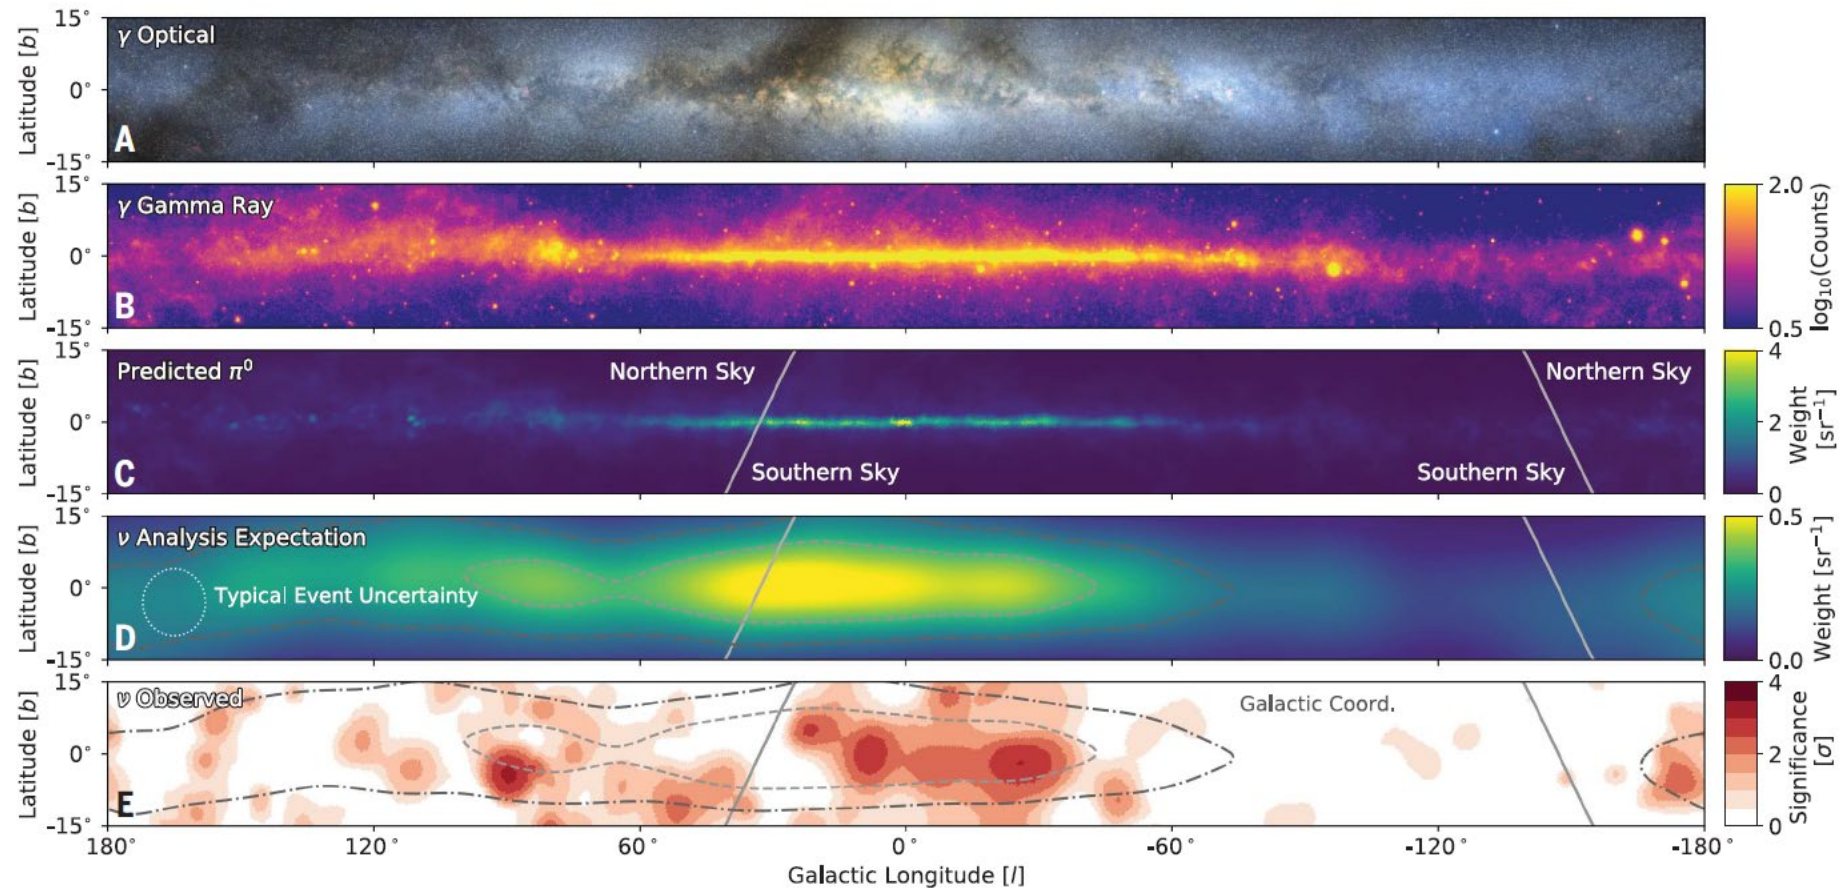 15°
0°
-15°
Latitude [b]
γ Optical
A
15°
0°
-15°
Latitude [b]
γ Gamma Ray
B
2.0
0.5
log₁₀(Counts)
15°
0°
-15°
Latitude [b]
Predicted π⁰
Northern Sky
Northern Sky
Southern Sky
Southern Sky
C
4
2
0
Weight
[sr⁻¹]
15°
0°
-15°
Latitude [b]
ν Analysis Expectation
Typical Event Uncertainty
D
0.5
0.0
Weight [sr⁻¹]
15°
0°
-15°
Latitude [b]
ν Observed
Galactic Coord.
E
4
2
0
Significance
[σ]
180° 120° 60° 0° -60° -120° -180°
Galactic Longitude [l]